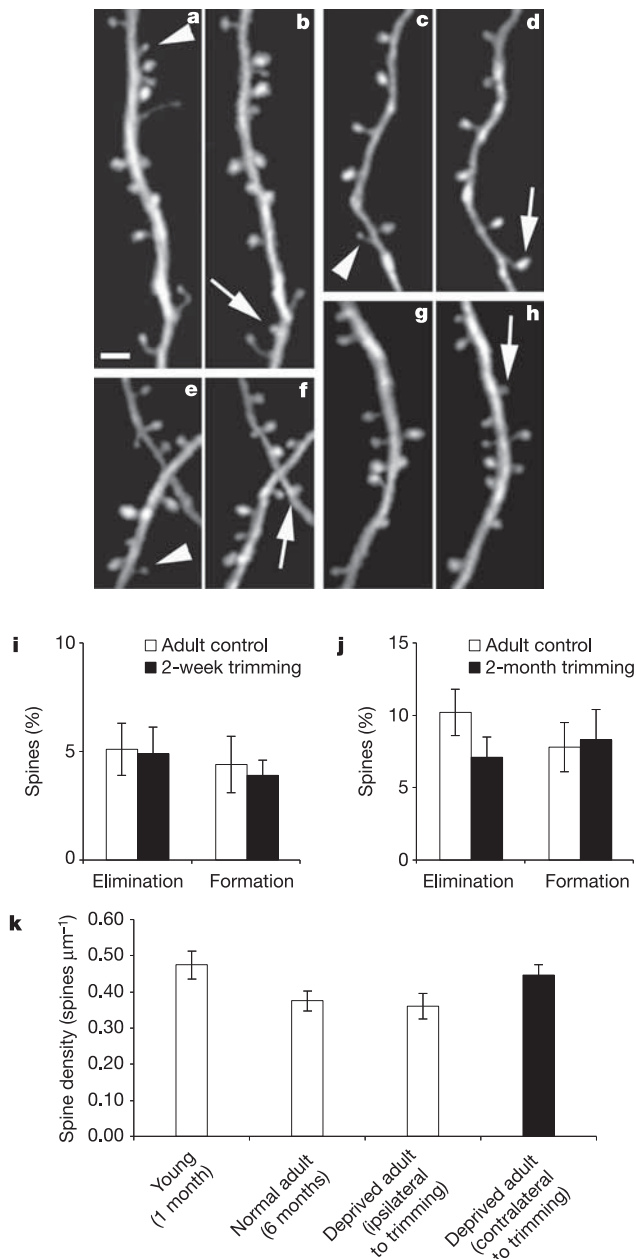 a
b
c
d
e
f
g
h
i
10
5
0
Spines (%)
Adult control
2-week trimming
Elimination
Formation
j
15
10
5
0
Spines (%)
Adult control
2-month trimming
Elimination
Formation
k
0.60
0.50
0.40
0.30
0.20
0.10
0.00
Spine density (spines μm⁻¹)
Young
(1 month)
Normal adult
(6 months)
Deprived adult
(ipsilateral
to trimming)
Deprived adult
(contralateral
to trimming)